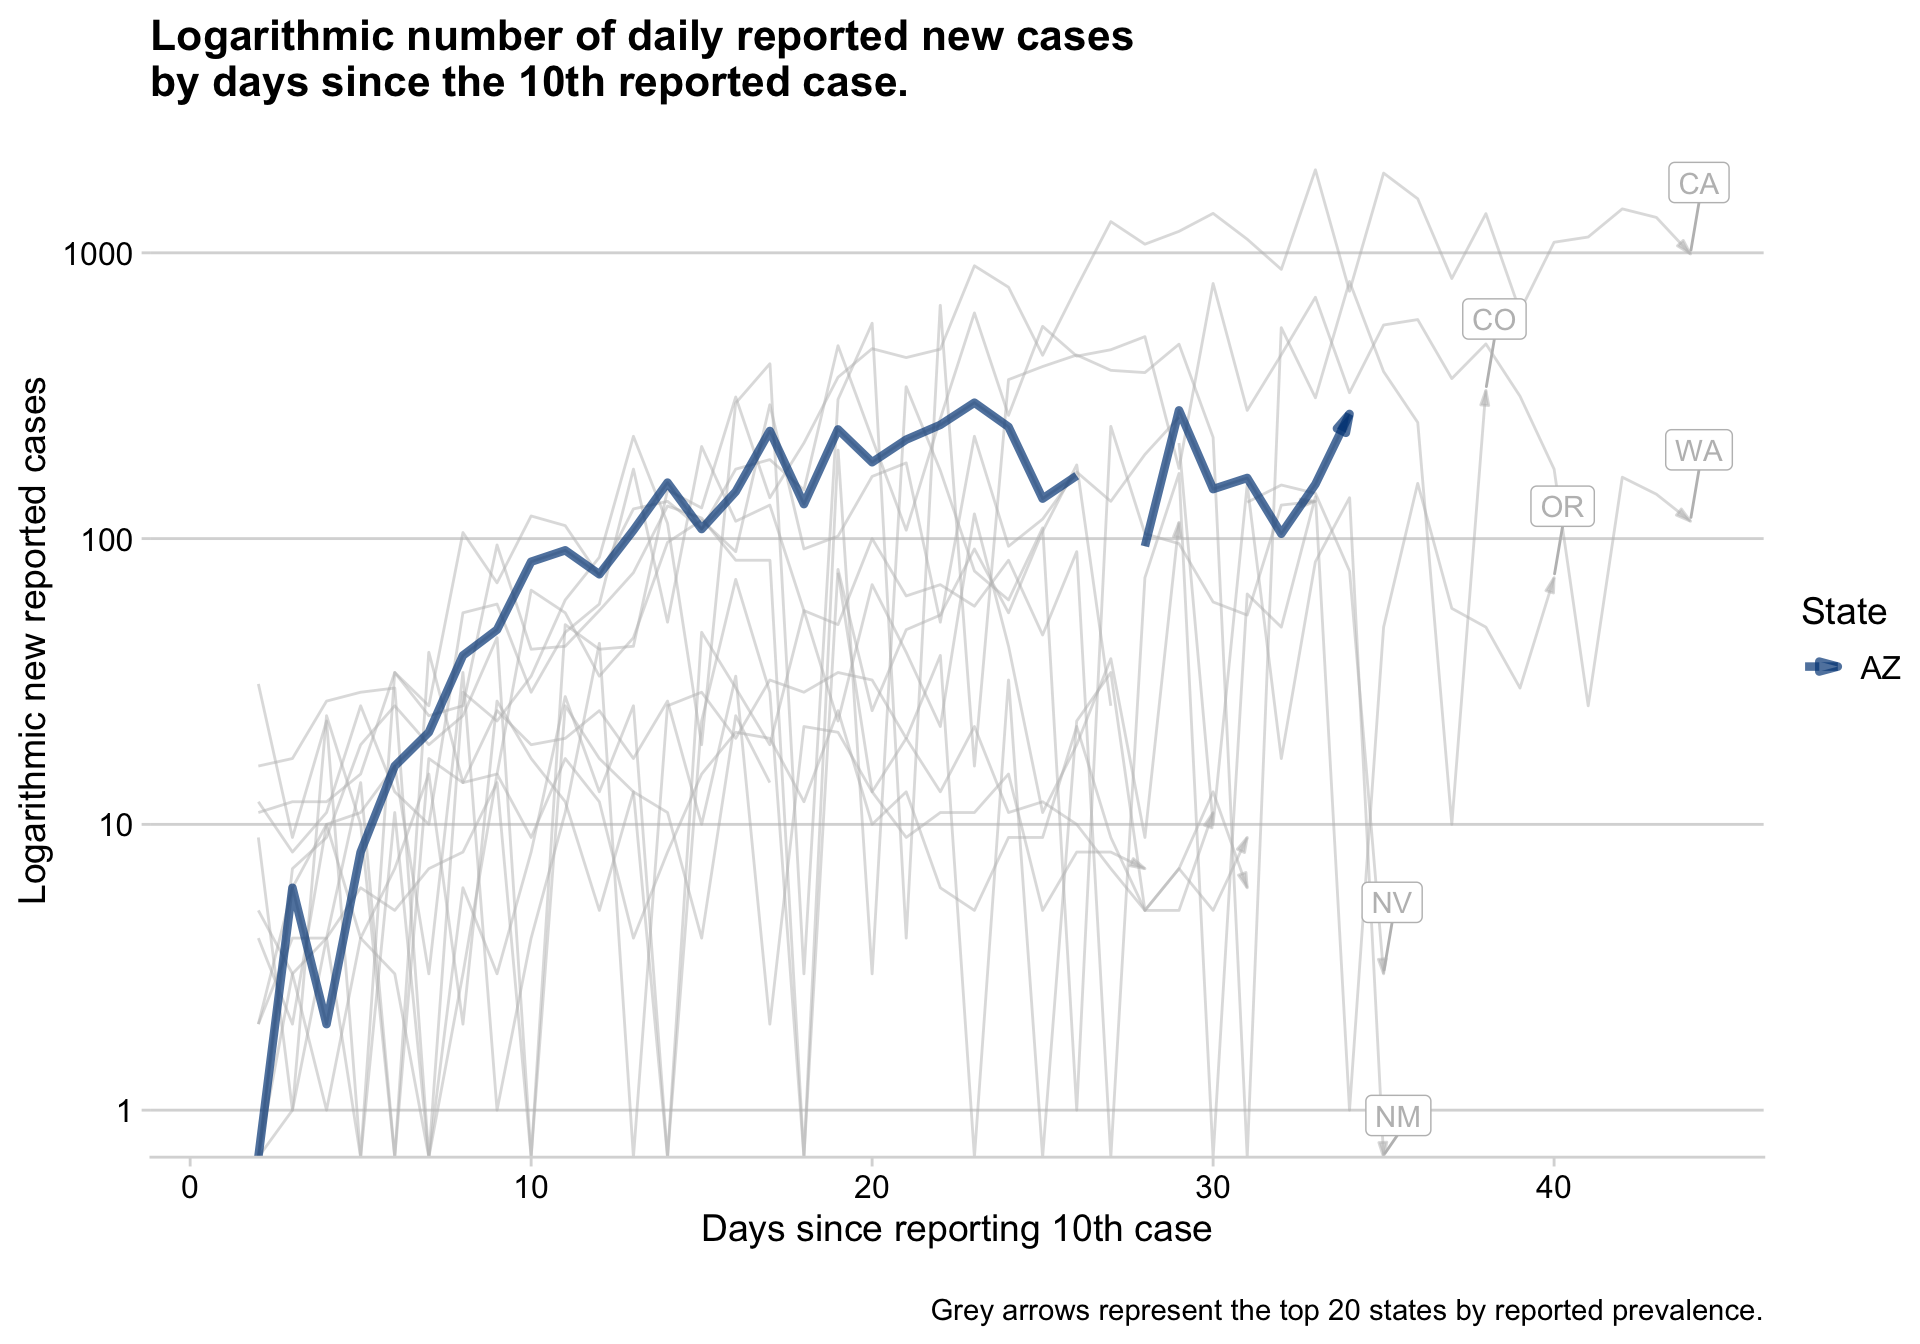 Logarithmic number of daily reported new cases
by days since the 10th reported case.
Logarithmic new reported cases
1000
100
10
1
CA
CO
WA
OR
NV
NM
State
AZ
0 10 20 30 40
Days since reporting 10th case
Grey arrows represent the top 20 states by reported prevalence.